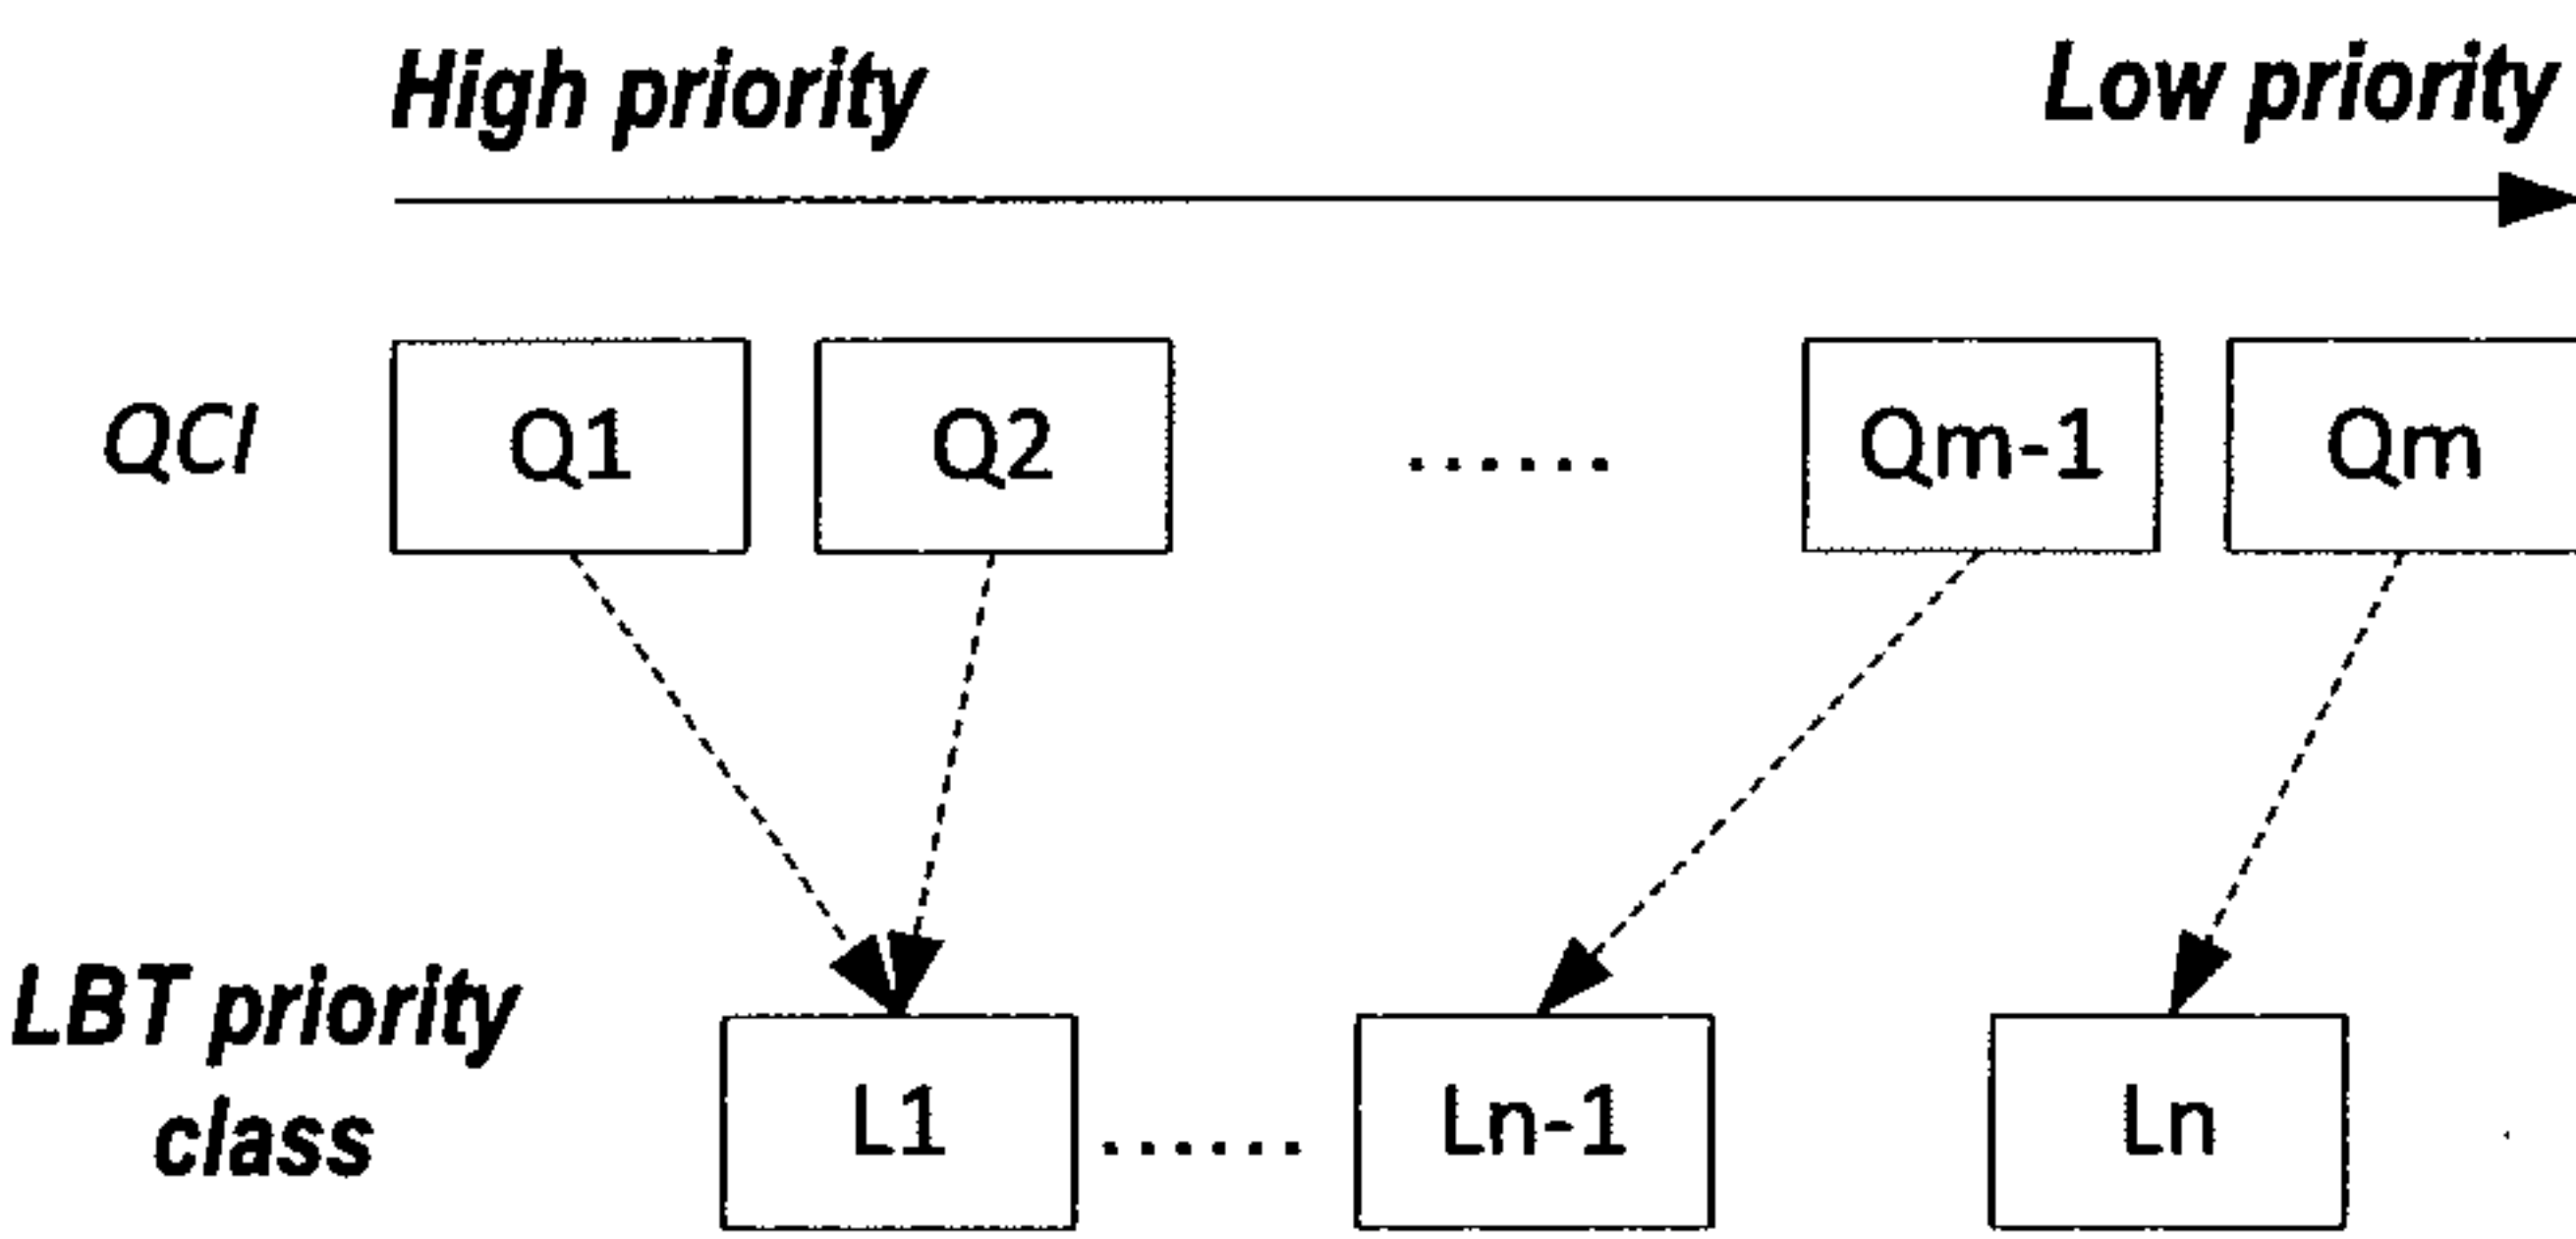 High priority Low priority
QCI Q1 Q2 ...... Qm-1 Qm
LBT priority
class
L1 ...... Ln-1 Ln